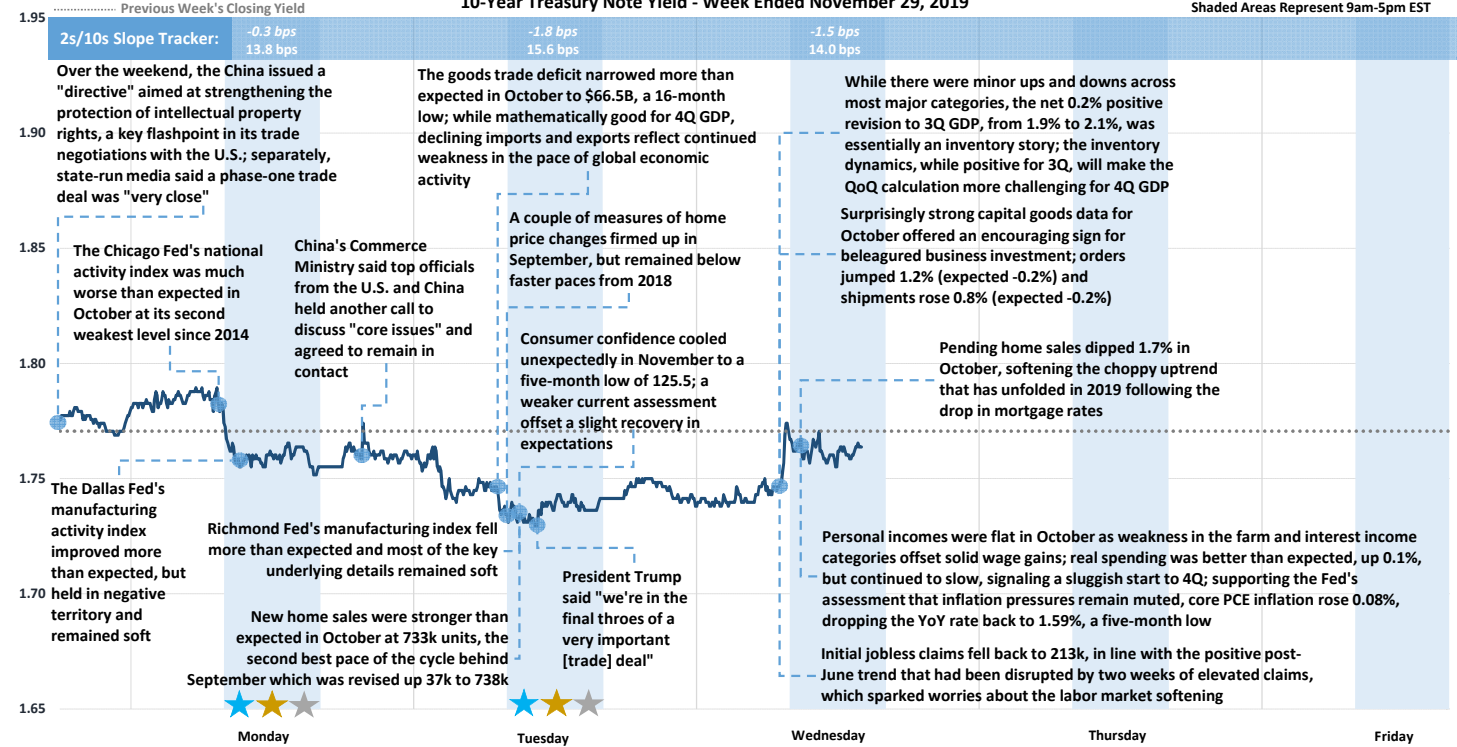 10-Year Treasury Note Yield - Week Ended November 29, 2019
Previous Week's Closing Yield
Shaded Areas Represent 9am-5pm EST
1.95
1.90
1.85
1.80
1.75
1.70
1.65
2s/10s Slope Tracker:
-0.3 bps
13.8 bps
-1.8 bps
15.6 bps
-1.5 bps
14.0 bps
Over the weekend, the China issued a
"directive" aimed at strengthening the
protection of intellectual property
rights, a key flashpoint in its trade
negotiations with the U.S.; separately,
state-run media said a phase-one trade
deal was "very close"
The Chicago Fed's national
activity index was much
worse than expected in
October at its second
weakest level since 2014
China's Commerce
Ministry said top officials
from the U.S. and China
held another call to
discuss "core issues" and
agreed to remain in
contact
The goods trade deficit narrowed more than
expected in October to $66.5B, a 16-month
low; while mathematically good for 4Q GDP,
declining imports and exports reflect continued
weakness in the pace of global economic
activity
A couple of measures of home
price changes firmed up in
September, but remained below
faster paces from 2018
Consumer confidence cooled
unexpectedly in November to a
five-month low of 125.5; a
weaker current assessment
offset a slight recovery in
expectations
While there were minor ups and downs across
most major categories, the net 0.2% positive
revision to 3Q GDP, from 1.9% to 2.1%, was
essentially an inventory story; the inventory
dynamics, while positive for 3Q, will make the
QoQ calculation more challenging for 4Q GDP
Surprisingly strong capital goods data for
October offered an encouraging sign for
beleagured business investment; orders
jumped 1.2% (expected -0.2%) and
shipments rose 0.8% (expected -0.2%)
Pending home sales dipped 1.7% in
October, softening the choppy uptrend
that has unfolded in 2019 following the
drop in mortgage rates
The Dallas Fed's
manufacturing
activity index
improved more
than expected, but
held in negative
territory and
remained soft
Richmond Fed's manufacturing index fell
more than expected and most of the key
underlying details remained soft
New home sales were stronger than
expected in October at 733k units, the
second best pace of the cycle behind
September which was revised up 37k to 738k
President Trump
said "we're in the
final throes of a
very important
[trade] deal"
Personal incomes were flat in October as weakness in the farm and interest income
categories offset solid wage gains; real spending was better than expected, up 0.1%,
but continued to slow, signaling a sluggish start to 4Q; supporting the Fed's
assessment that inflation pressures remain muted, core PCE inflation rose 0.08%,
dropping the YoY rate back to 1.59%, a five-month low
Initial jobless claims fell back to 213k, in line with the positive post-
June trend that had been disrupted by two weeks of elevated claims,
which sparked worries about the labor market softening
Monday
Tuesday
Wednesday
Thursday
Friday